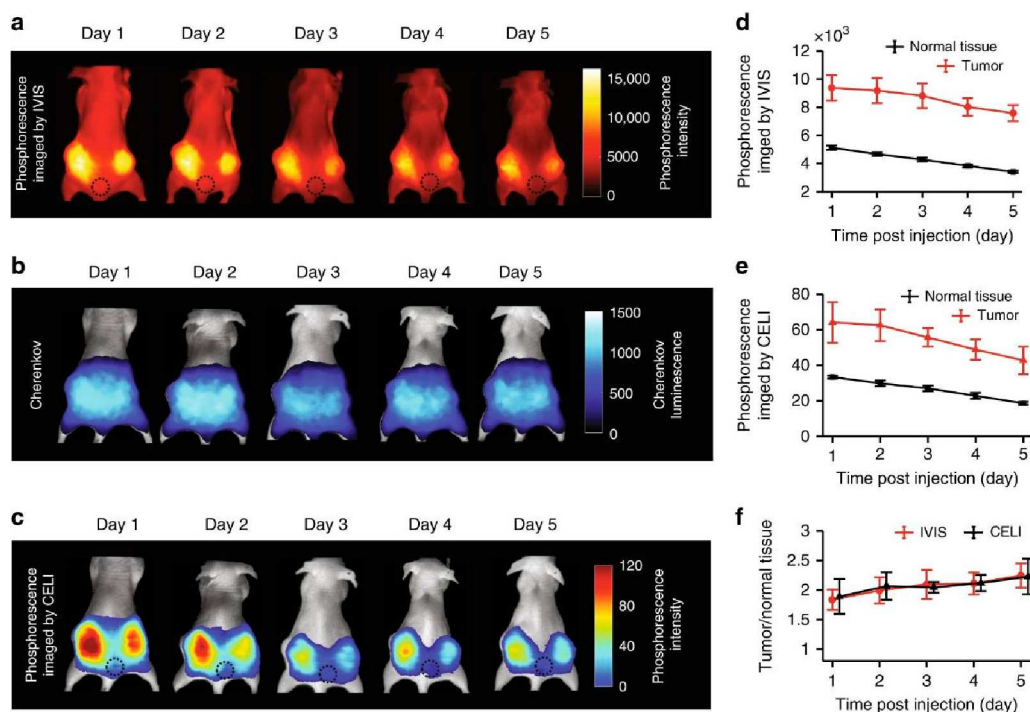 a
Day 1 Day 2 Day 3 Day 4 Day 5
Phosphorescence
imaged by IVIS
15,000
10,000
5000
0
Phosphorescence
intensity
b
Day 1 Day 2 Day 3 Day 4 Day 5
Cherenkov
1500
1000
500
0
Cherenkov
luminescence
c
Day 1 Day 2 Day 3 Day 4 Day 5
Phosphorescence
imaged by CELI
120
80
40
0
Phosphorescence
intensity
d
×10³
Normal tissue
Tumor
Phosphorescence
imged by IVIS
12
10
8
6
4
2
1 2 3 4 5
Time post injection (day)
e
Normal tissue
Tumor
Phosphorescence
imged by CELI
80
60
40
20
0
1 2 3 4 5
Time post injection (day)
f
IVIS CELI
Tumor/normal tissue
3
2.5
2
1.5
1
1 2 3 4 5
Time post injection (day)